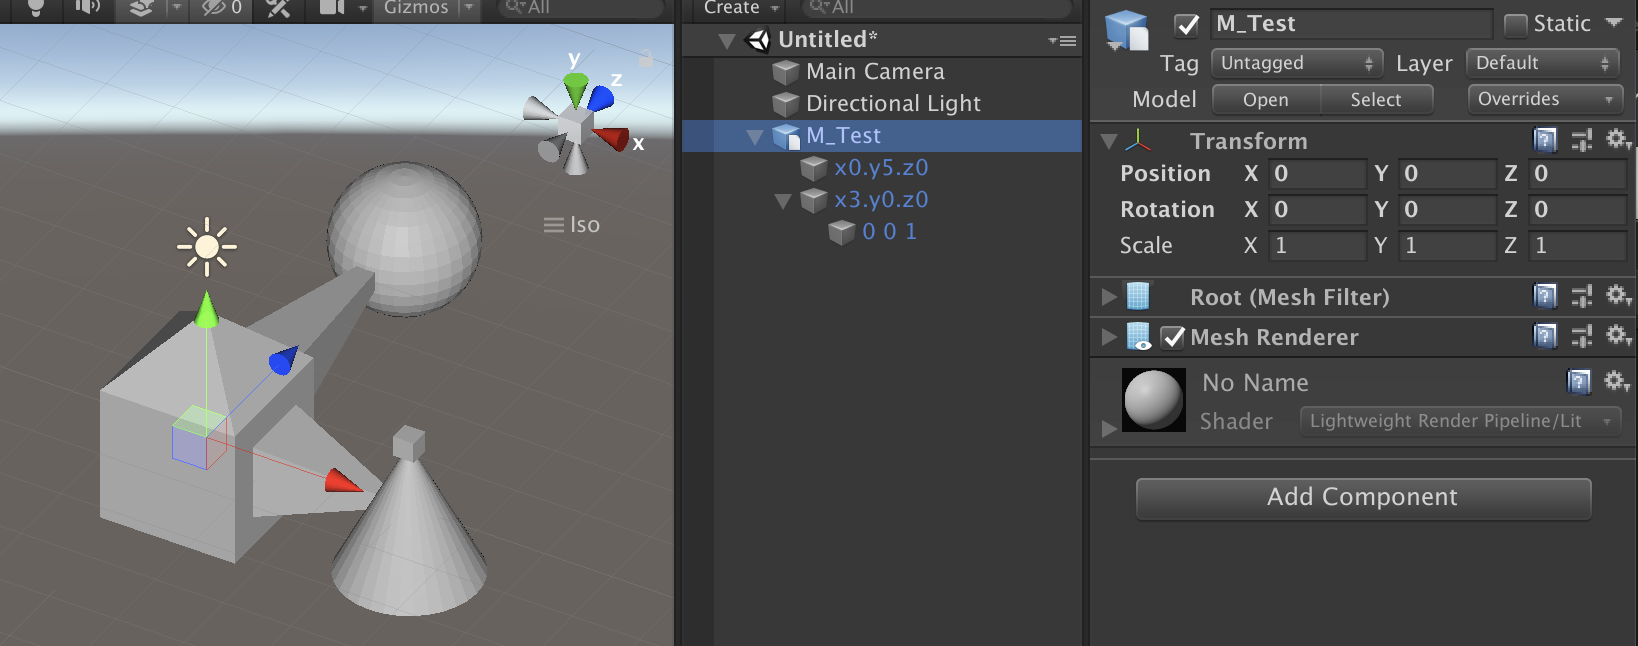 0
Gizmos
All
y
z
x
Iso
Create
All
Untitled*
Main Camera
Directional Light
M_Test
x0.y5.z0
x3.y0.z0
0 0 1
M_Test
Static
Tag Untagged Layer Default
Model Open Select Overrides
Transform
Position X 0 Y 0 Z 0
Rotation X 0 Y 0 Z 0
Scale X 1 Y 1 Z 1
Root (Mesh Filter)
Mesh Renderer
No Name
Shader Lightweight Render Pipeline/Lit
Add Component